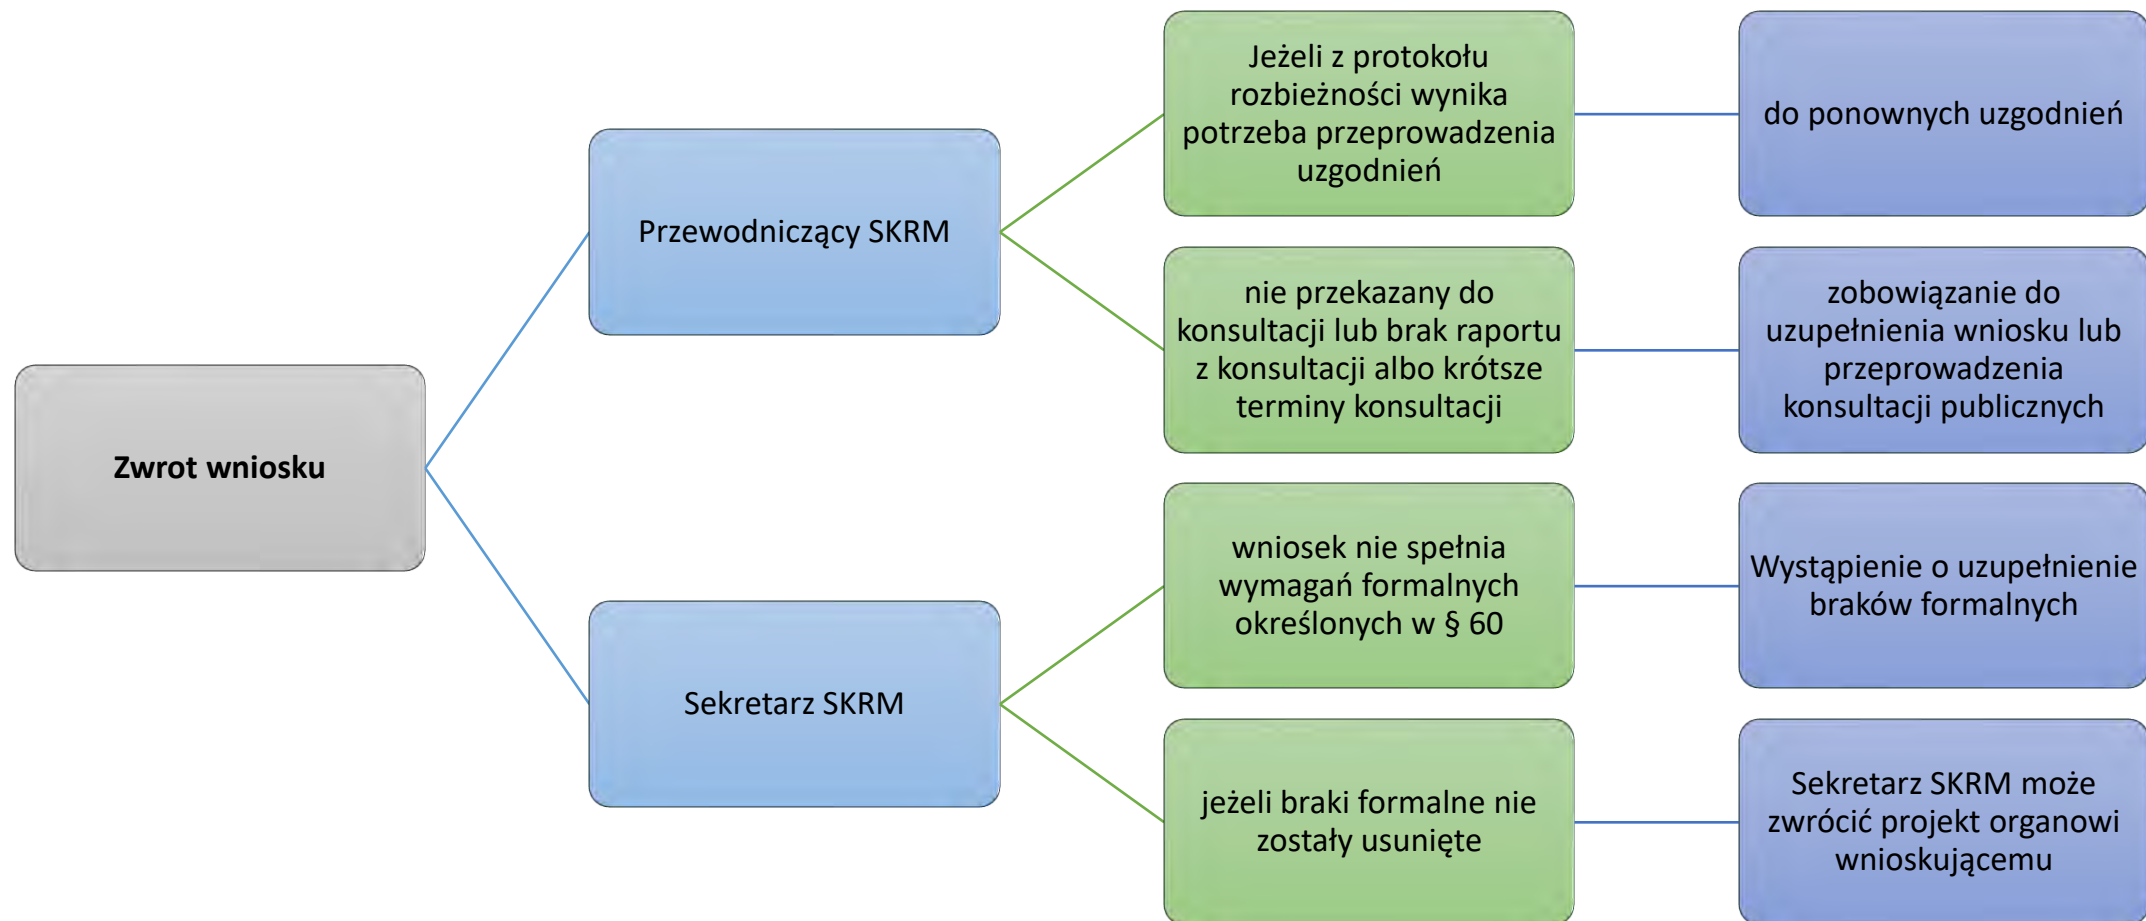 Zwrot wniosku
Przewodniczący SKRM
Jeżeli z protokołu
rozbieżności wynika
potrzeba przeprowadzenia
uzgodnień
do ponownych uzgodnień
nie przekazany do
konsultacji lub brak raportu
z konsultacji albo krótsze
terminy konsultacji
zobowiązanie do
uzupełnienia wniosku lub
przeprowadzenia
konsultacji publicznych
Sekretarz SKRM
wniosek nie spełnia
wymagań formalnych
określonych w § 60
Wystąpienie o uzupełnienie
braków formalnych
jeżeli braki formalne nie
zostały usunięte
Sekretarz SKRM może
zwrócić projekt organowi
wnioskującemu